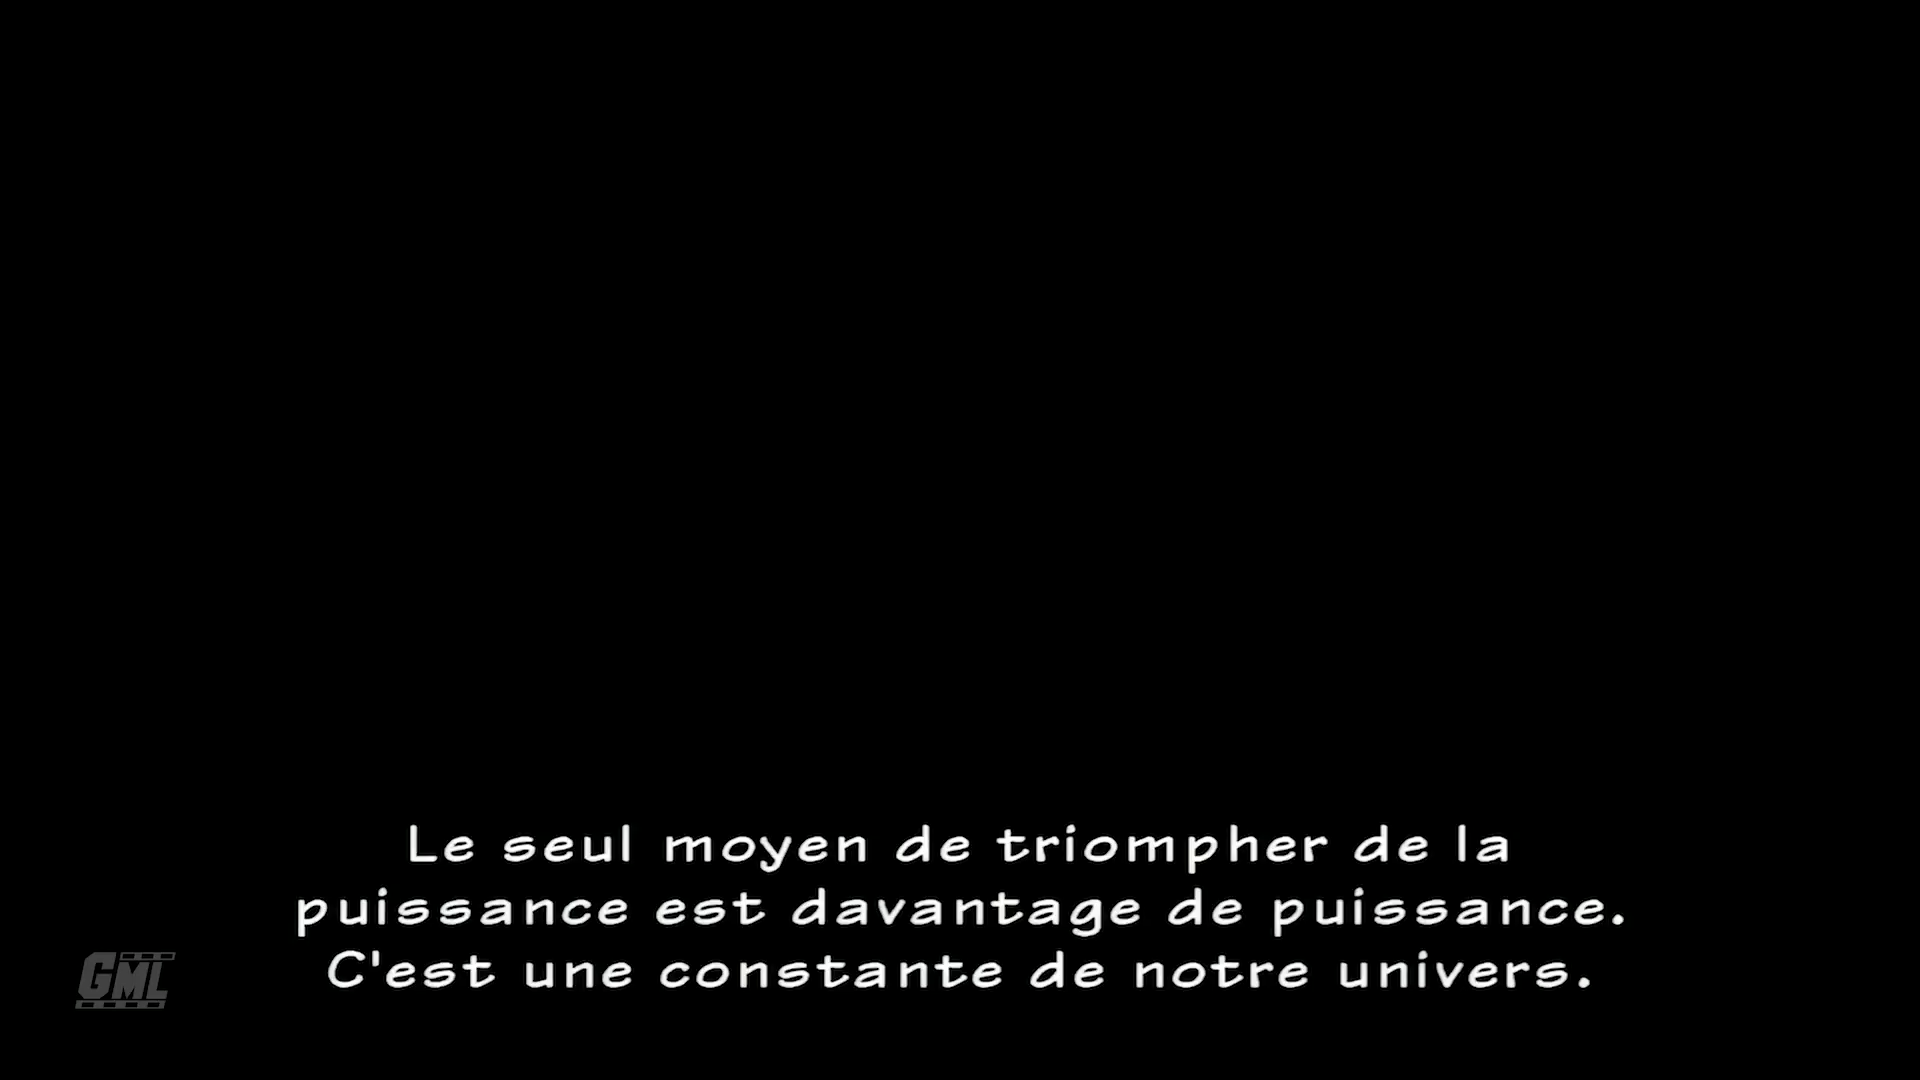 Le seul moyen de triompher de la
puissance est davantage de puissance.
C'est une constante de notre univers.
GML